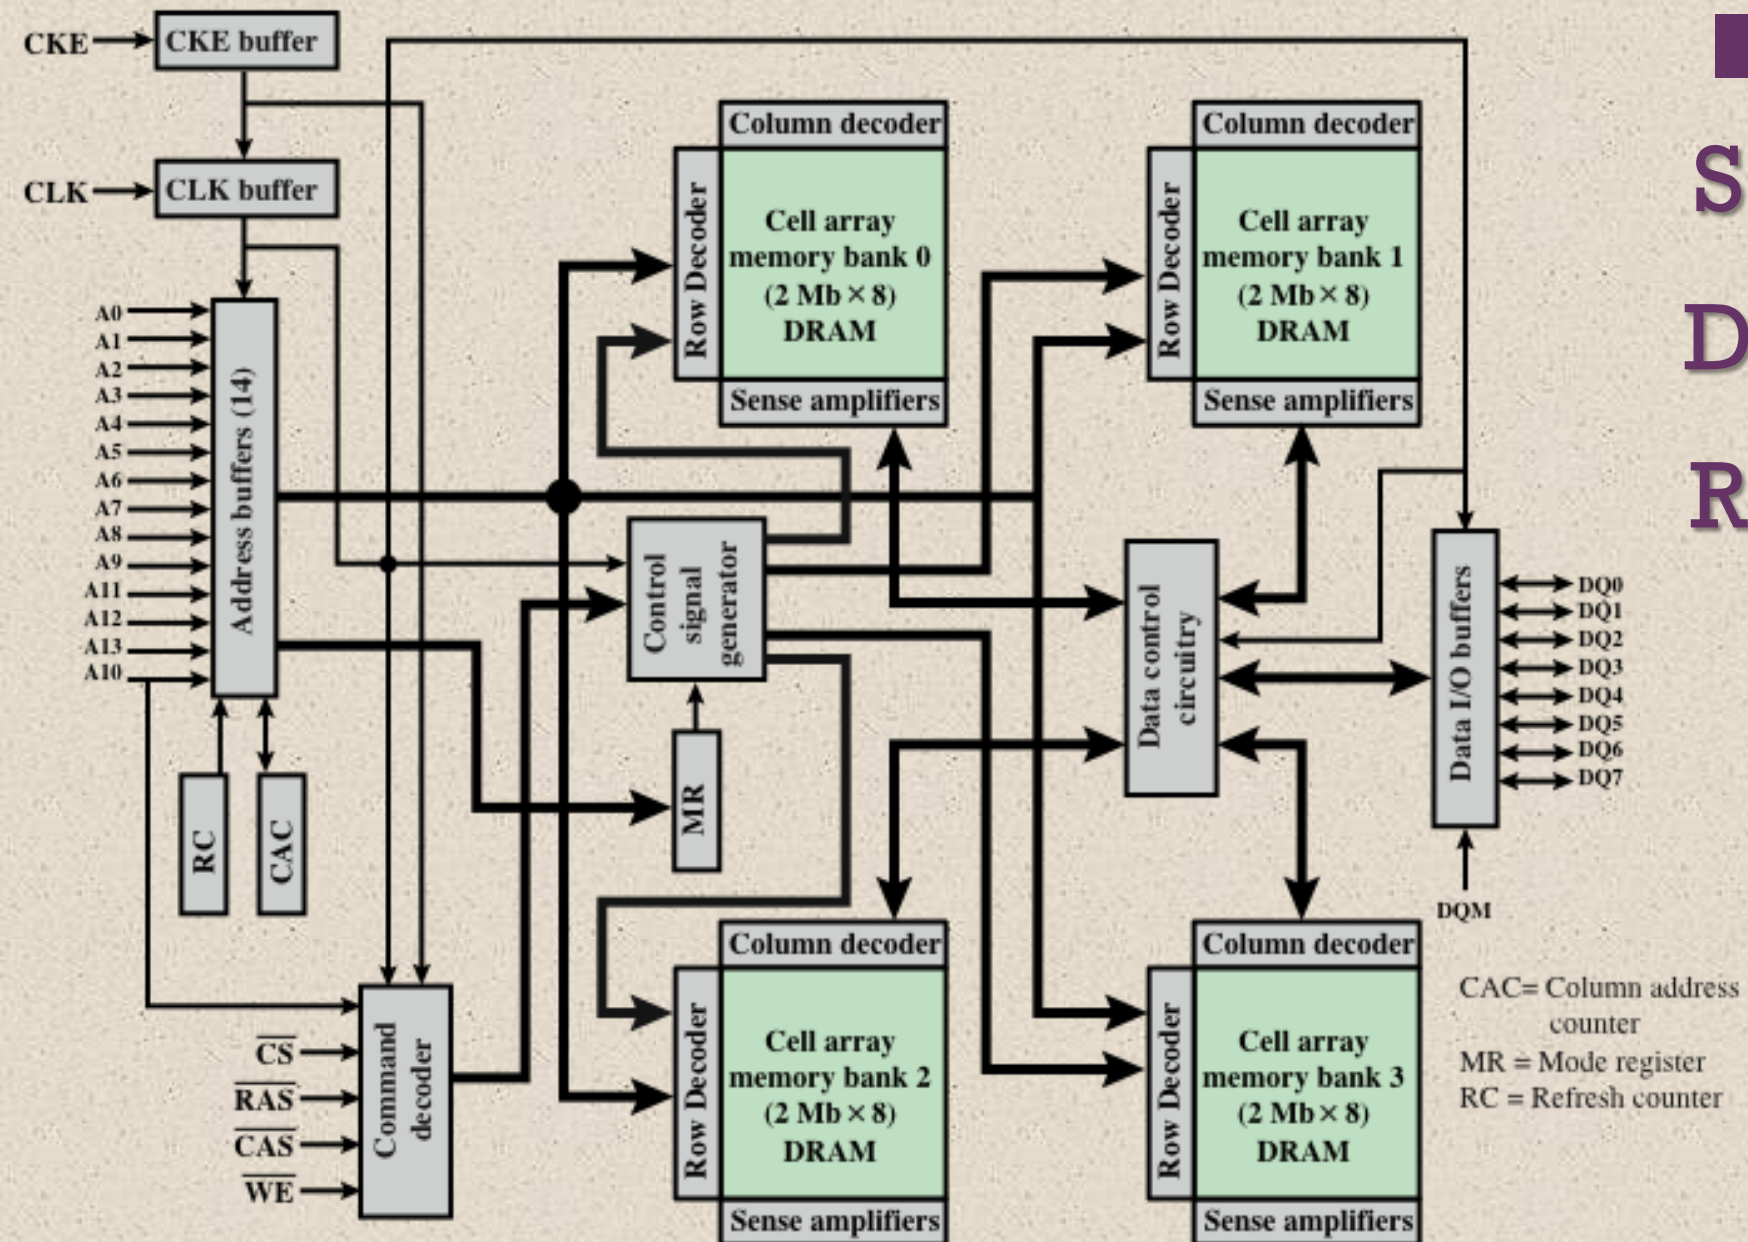 CKE
CKE buffer
CLK
CLK buffer
A0
A1
A2
A3
A4
A5
A6
A7
A8
A9
A11
A12
A13
A10
Address buffers (14)
RC
CAC
CS
RAS
CAS
WE
Command
decoder
Control
signal
generator
MR
Column decoder
Row Decoder
Cell array
memory bank 0
(2 Mb × 8)
DRAM
Sense amplifiers
Column decoder
Row Decoder
Cell array
memory bank 1
(2 Mb × 8)
DRAM
Sense amplifiers
Column decoder
Row Decoder
Cell array
memory bank 2
(2 Mb × 8)
DRAM
Sense amplifiers
Column decoder
Row Decoder
Cell array
memory bank 3
(2 Mb × 8)
DRAM
Sense amplifiers
Data control
circuitry
Data I/O buffers
DQ0
DQ1
DQ2
DQ3
DQ4
DQ5
DQ6
DQ7
DQM
CAC= Column address
counter
MR = Mode register
RC = Refresh counter
S
D
R